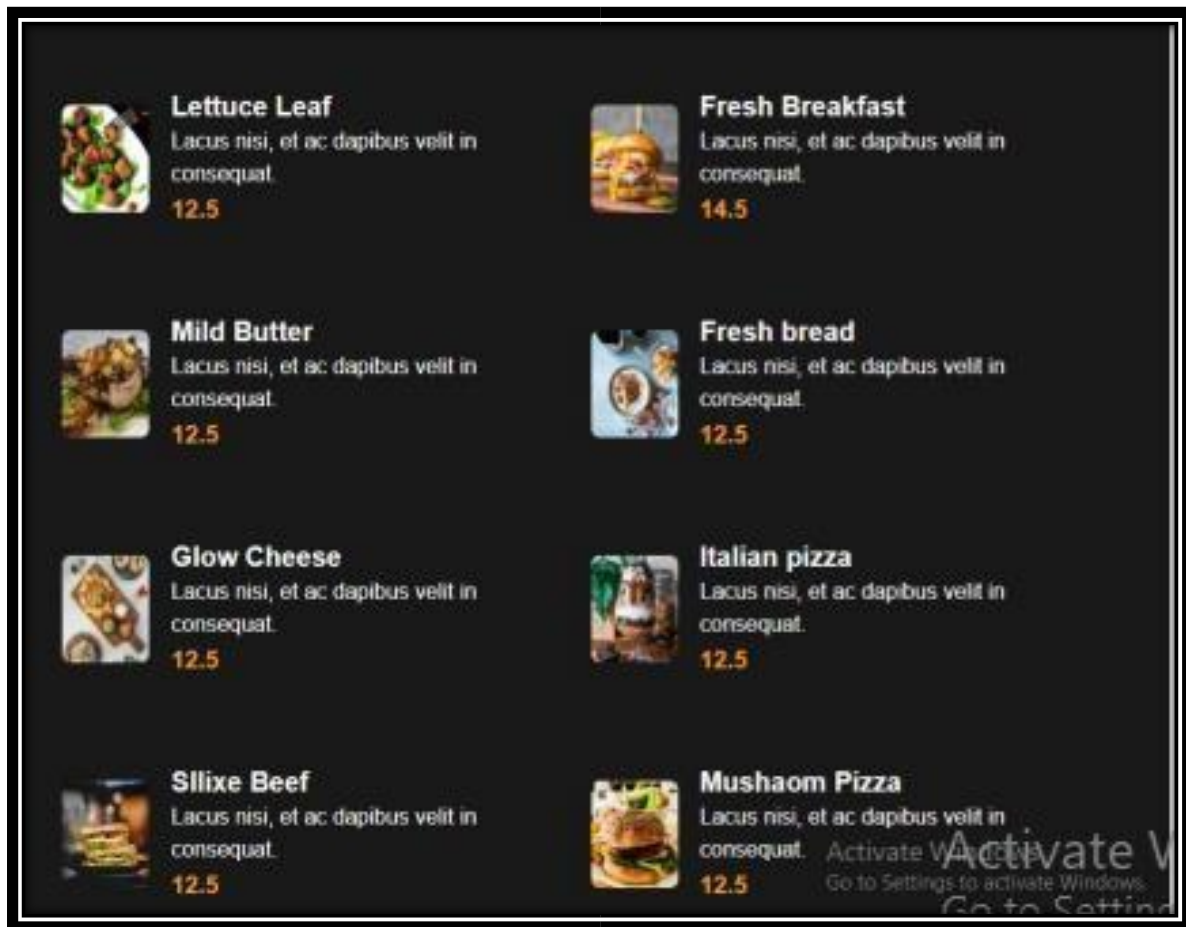 Lettuce Leaf
Lacus nisi, et ac dapibus velit in
consequat.
12.5
Fresh Breakfast
Lacus nisi, et ac dapibus velit in
consequat.
14.5
Mild Butter
Lacus nisi, et ac dapibus velit in
consequat.
12.5
Fresh bread
Lacus nisi, et ac dapibus velit in
consequat.
12.5
Glow Cheese
Lacus nisi, et ac dapibus velit in
consequat.
12.5
Italian pizza
Lacus nisi, et ac dapibus velit in
consequat.
12.5
Sllixe Beef
Lacus nisi, et ac dapibus velit in
consequat.
12.5
Mushaom Pizza
Lacus nisi, et ac dapibus velit in
consequat.
12.5
Activate Windows
Go to Settings to activate Windows.
Activate W
Go to Setting